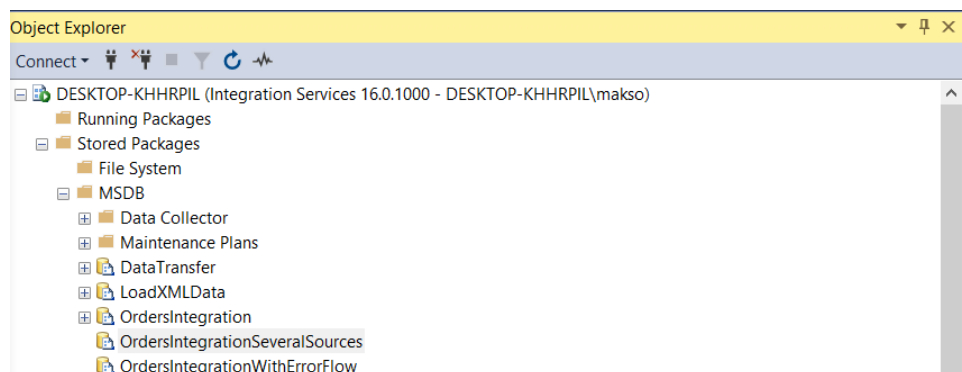 Object Explorer
Connect
DESKTOP-KHHRPIL (Integration Services 16.0.1000 - DESKTOP-KHHRPIL\makso)
Running Packages
Stored Packages
File System
MSDB
Data Collector
Maintenance Plans
DataTransfer
LoadXMLData
OrdersIntegration
OrdersIntegrationSeveralSources
OrdersIntegrationWithErrorFlow